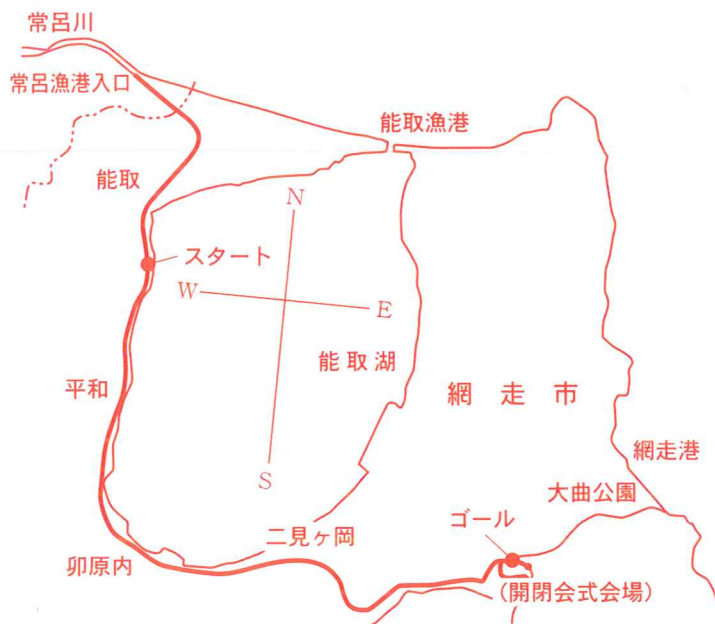 常呂川
常呂漁港入口
能取漁港
能取
N
スタート
W
E
能取湖
平和
網走市
S
網走港
大曲公園
ゴール
二見ヶ岡
卯原内
(開閉会式会場)